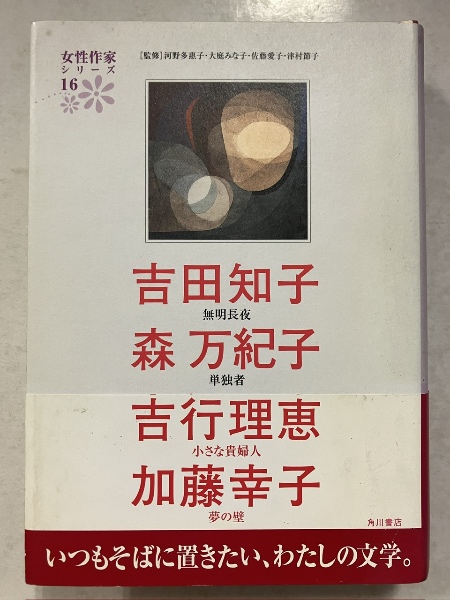 女性作家
シリーズ
16
［監修］河野多惠子・大庭みな子・佐藤愛子・津村節子
吉田知子
無明長夜
森 万紀子
単独者
吉行理恵
小さな貴婦人
加藤幸子
夢の壁
角川書店
いつもそばに置きたい、わたしの文学。